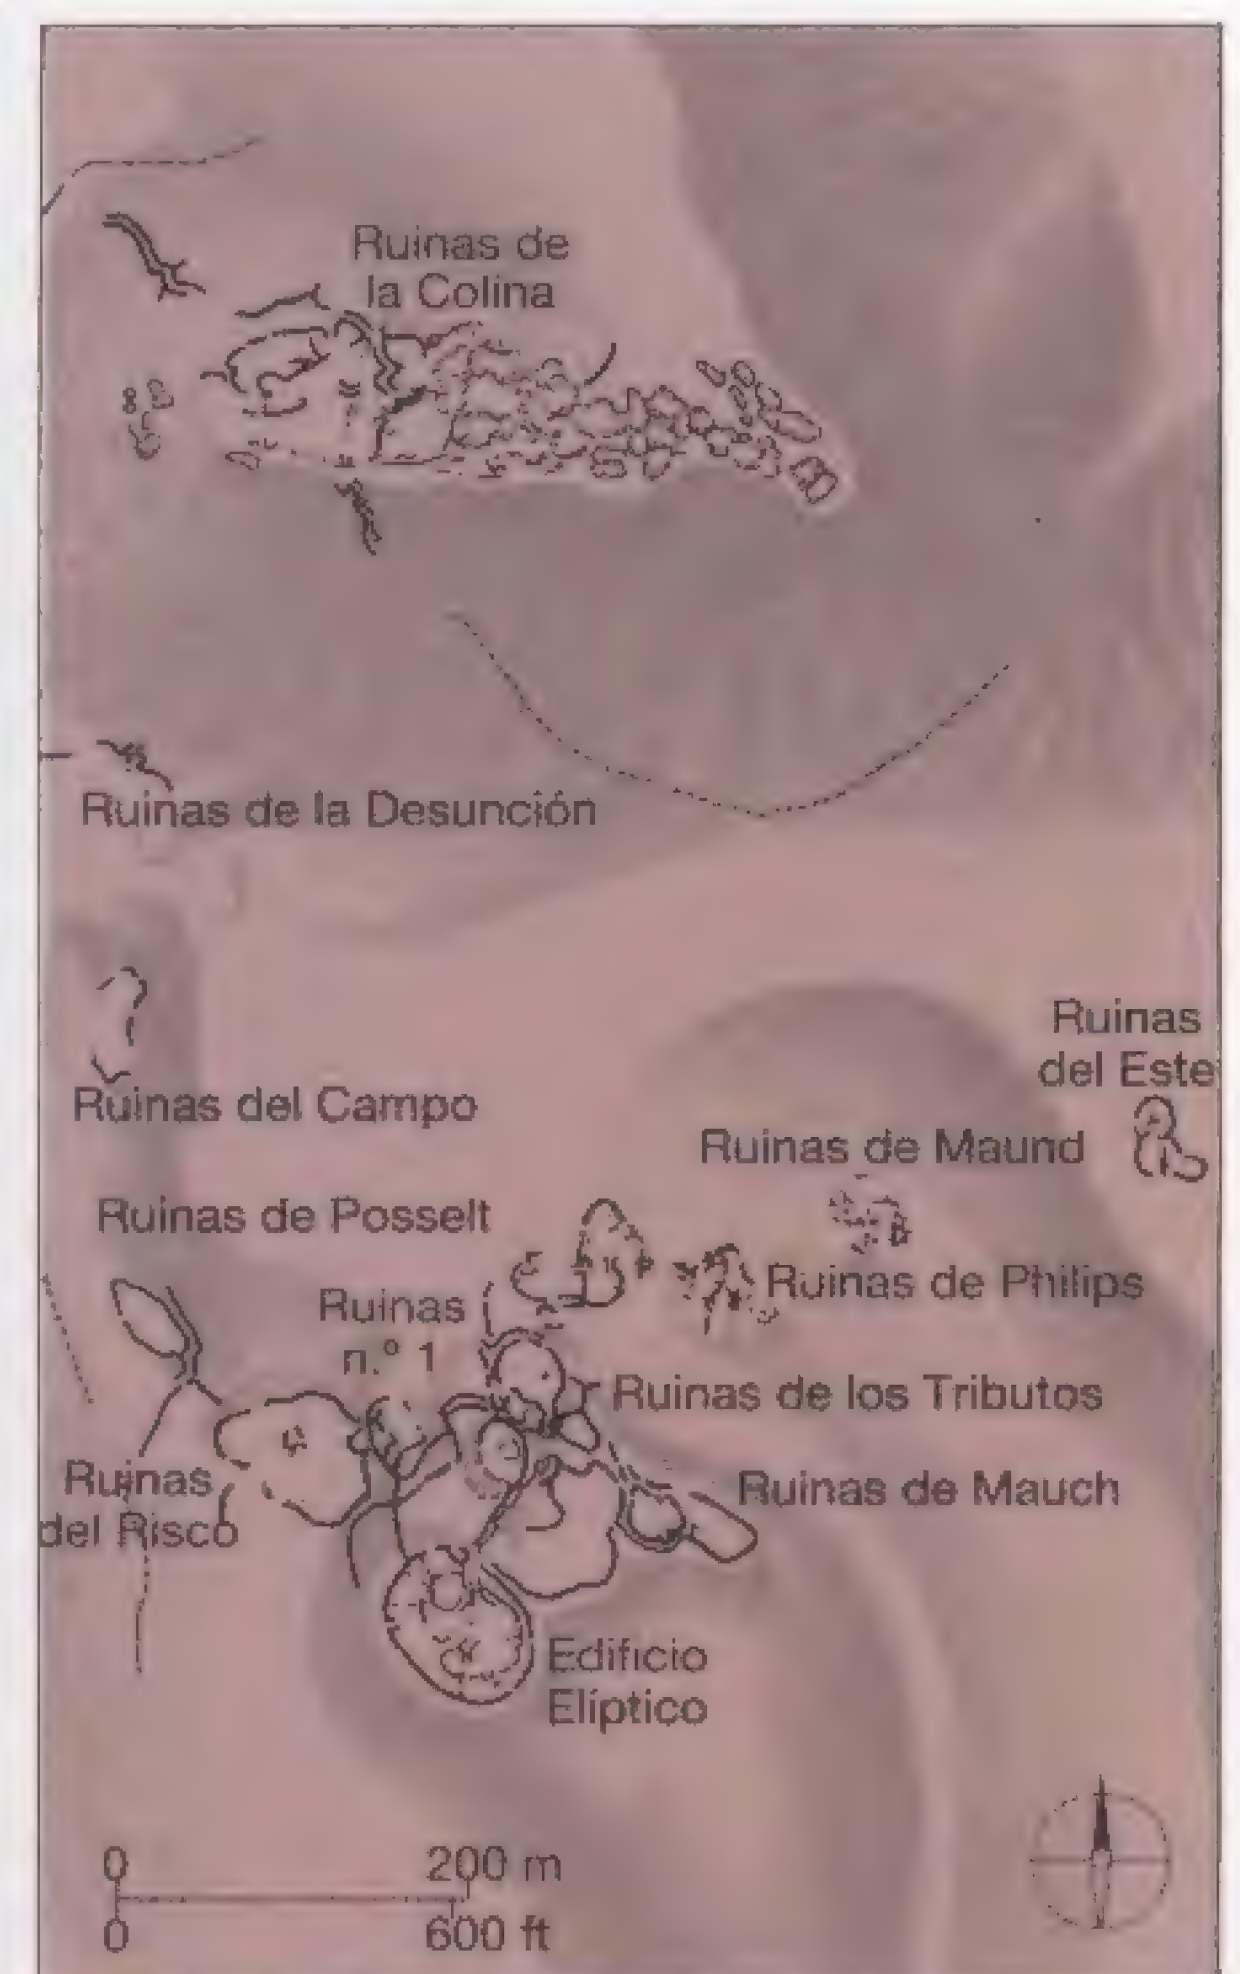 Ruinas de
la Colina
Ruinas de la Desunción
Ruinas del Campo
Ruinas
del Este
Ruinas de Maund
Ruinas de Posselt
Ruinas de Philips
Ruinas
n.º 1
Ruinas de los Tributos
Ruinas
del Risco
Ruinas de Mauch
Edificio
Elíptico
0 200 m
0 600 ft